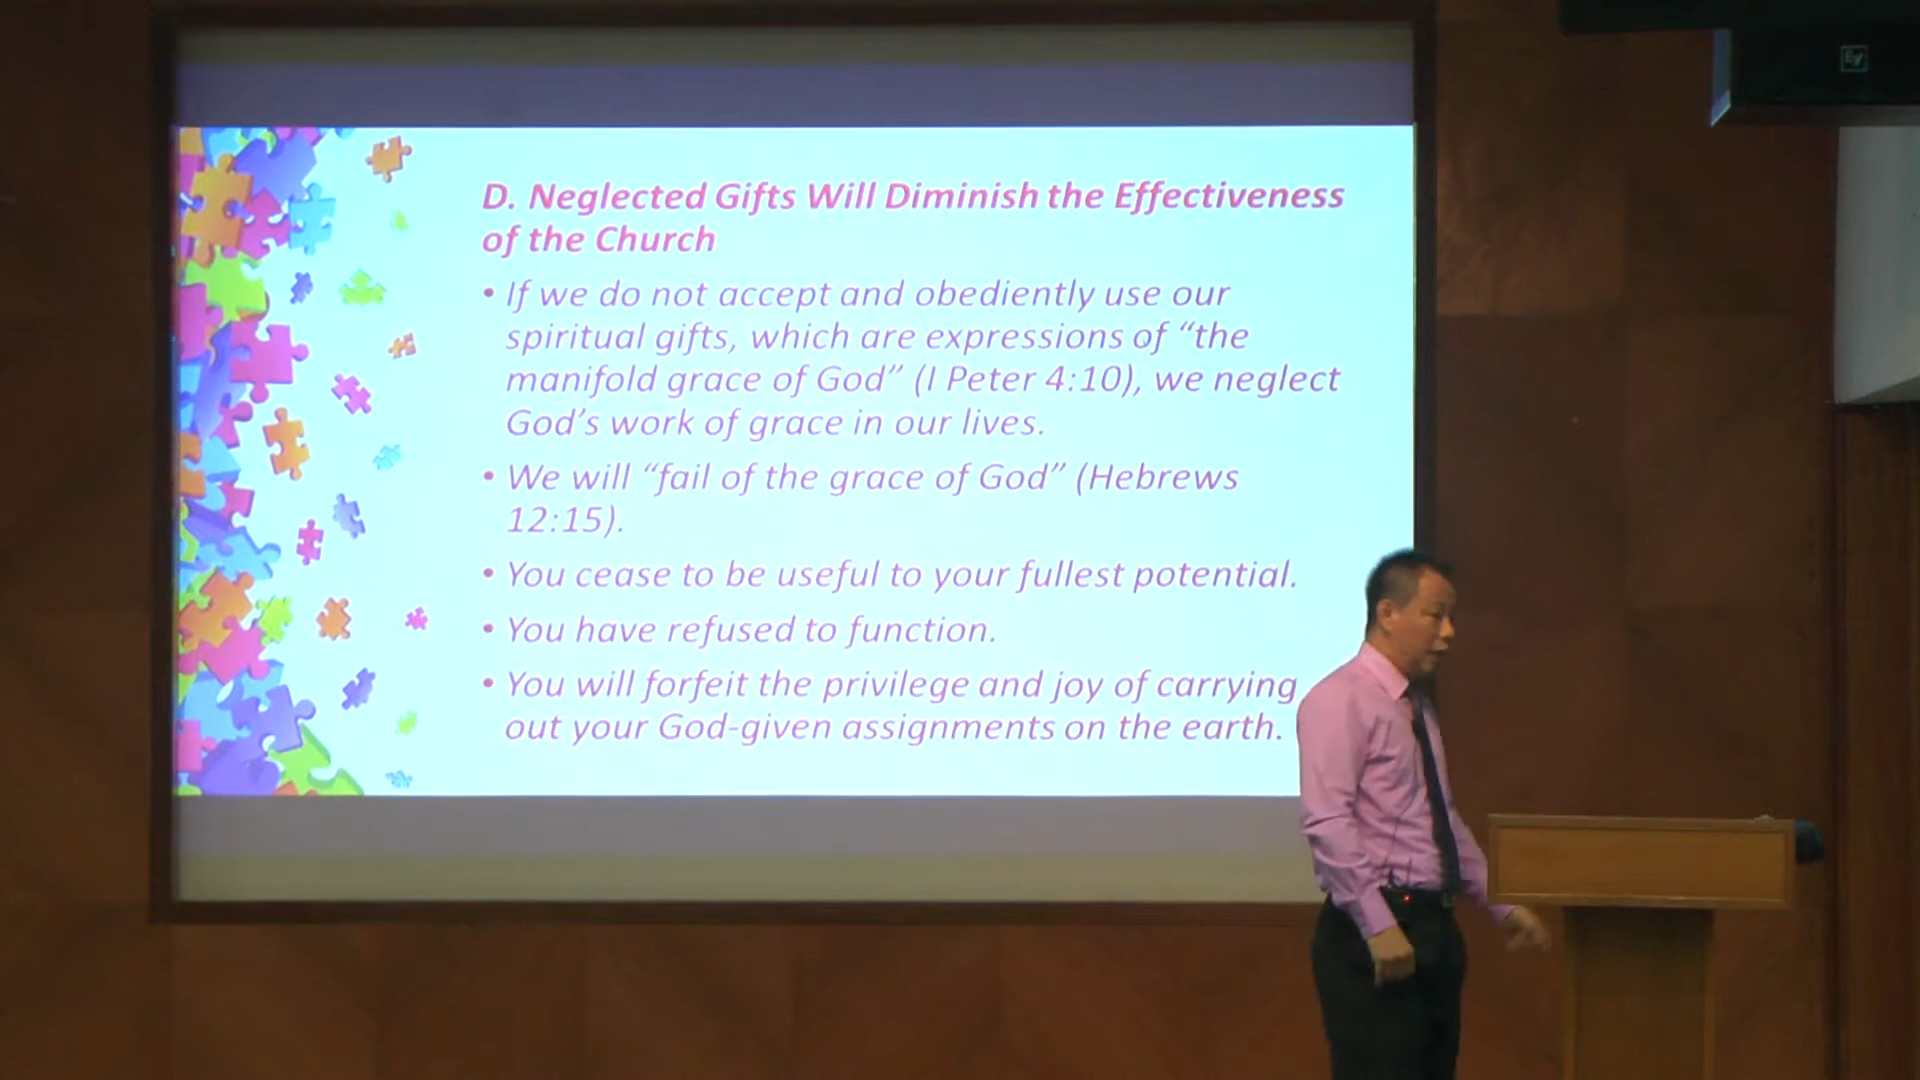 EV
D. Neglected Gifts Will Diminish the Effectiveness
of the Church
• If we do not accept and obediently use our
spiritual gifts, which are expressions of “the
manifold grace of God” (I Peter 4:10), we neglect
God’s work of grace in our lives.
• We will “fail of the grace of God” (Hebrews
12:15).
• You cease to be useful to your fullest potential.
• You have refused to function.
• You will forfeit the privilege and joy of carrying
out your God-given assignments on the earth.